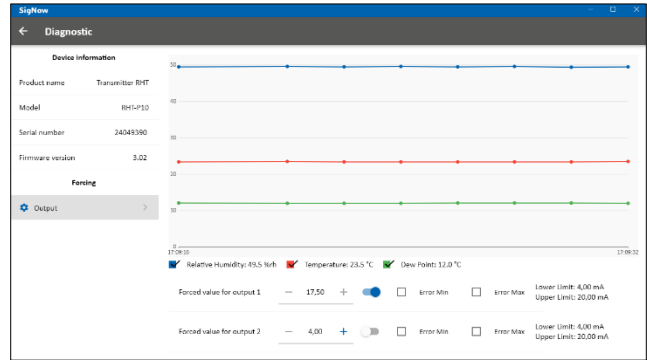 SigNow
Diagnostic
Device information
Product name Transmitter RHT
Model RHT-P10
Serial number 24049390
Firmware version 3.02
Forcing
Output
50
40
30
20
10
0
17:09:10 17:09:32
Relative Humidity: 49.5 %rh Temperature: 23.5 °C Dew Point: 12.0 °C
Forced value for output 1 — 17,50 + Error Min Error Max Lower Limit: 4,00 mA
Upper Limit: 20,00 mA
Forced value for output 2 — 4,00 + Error Min Error Max Lower Limit: 4,00 mA
Upper Limit: 20,00 mA